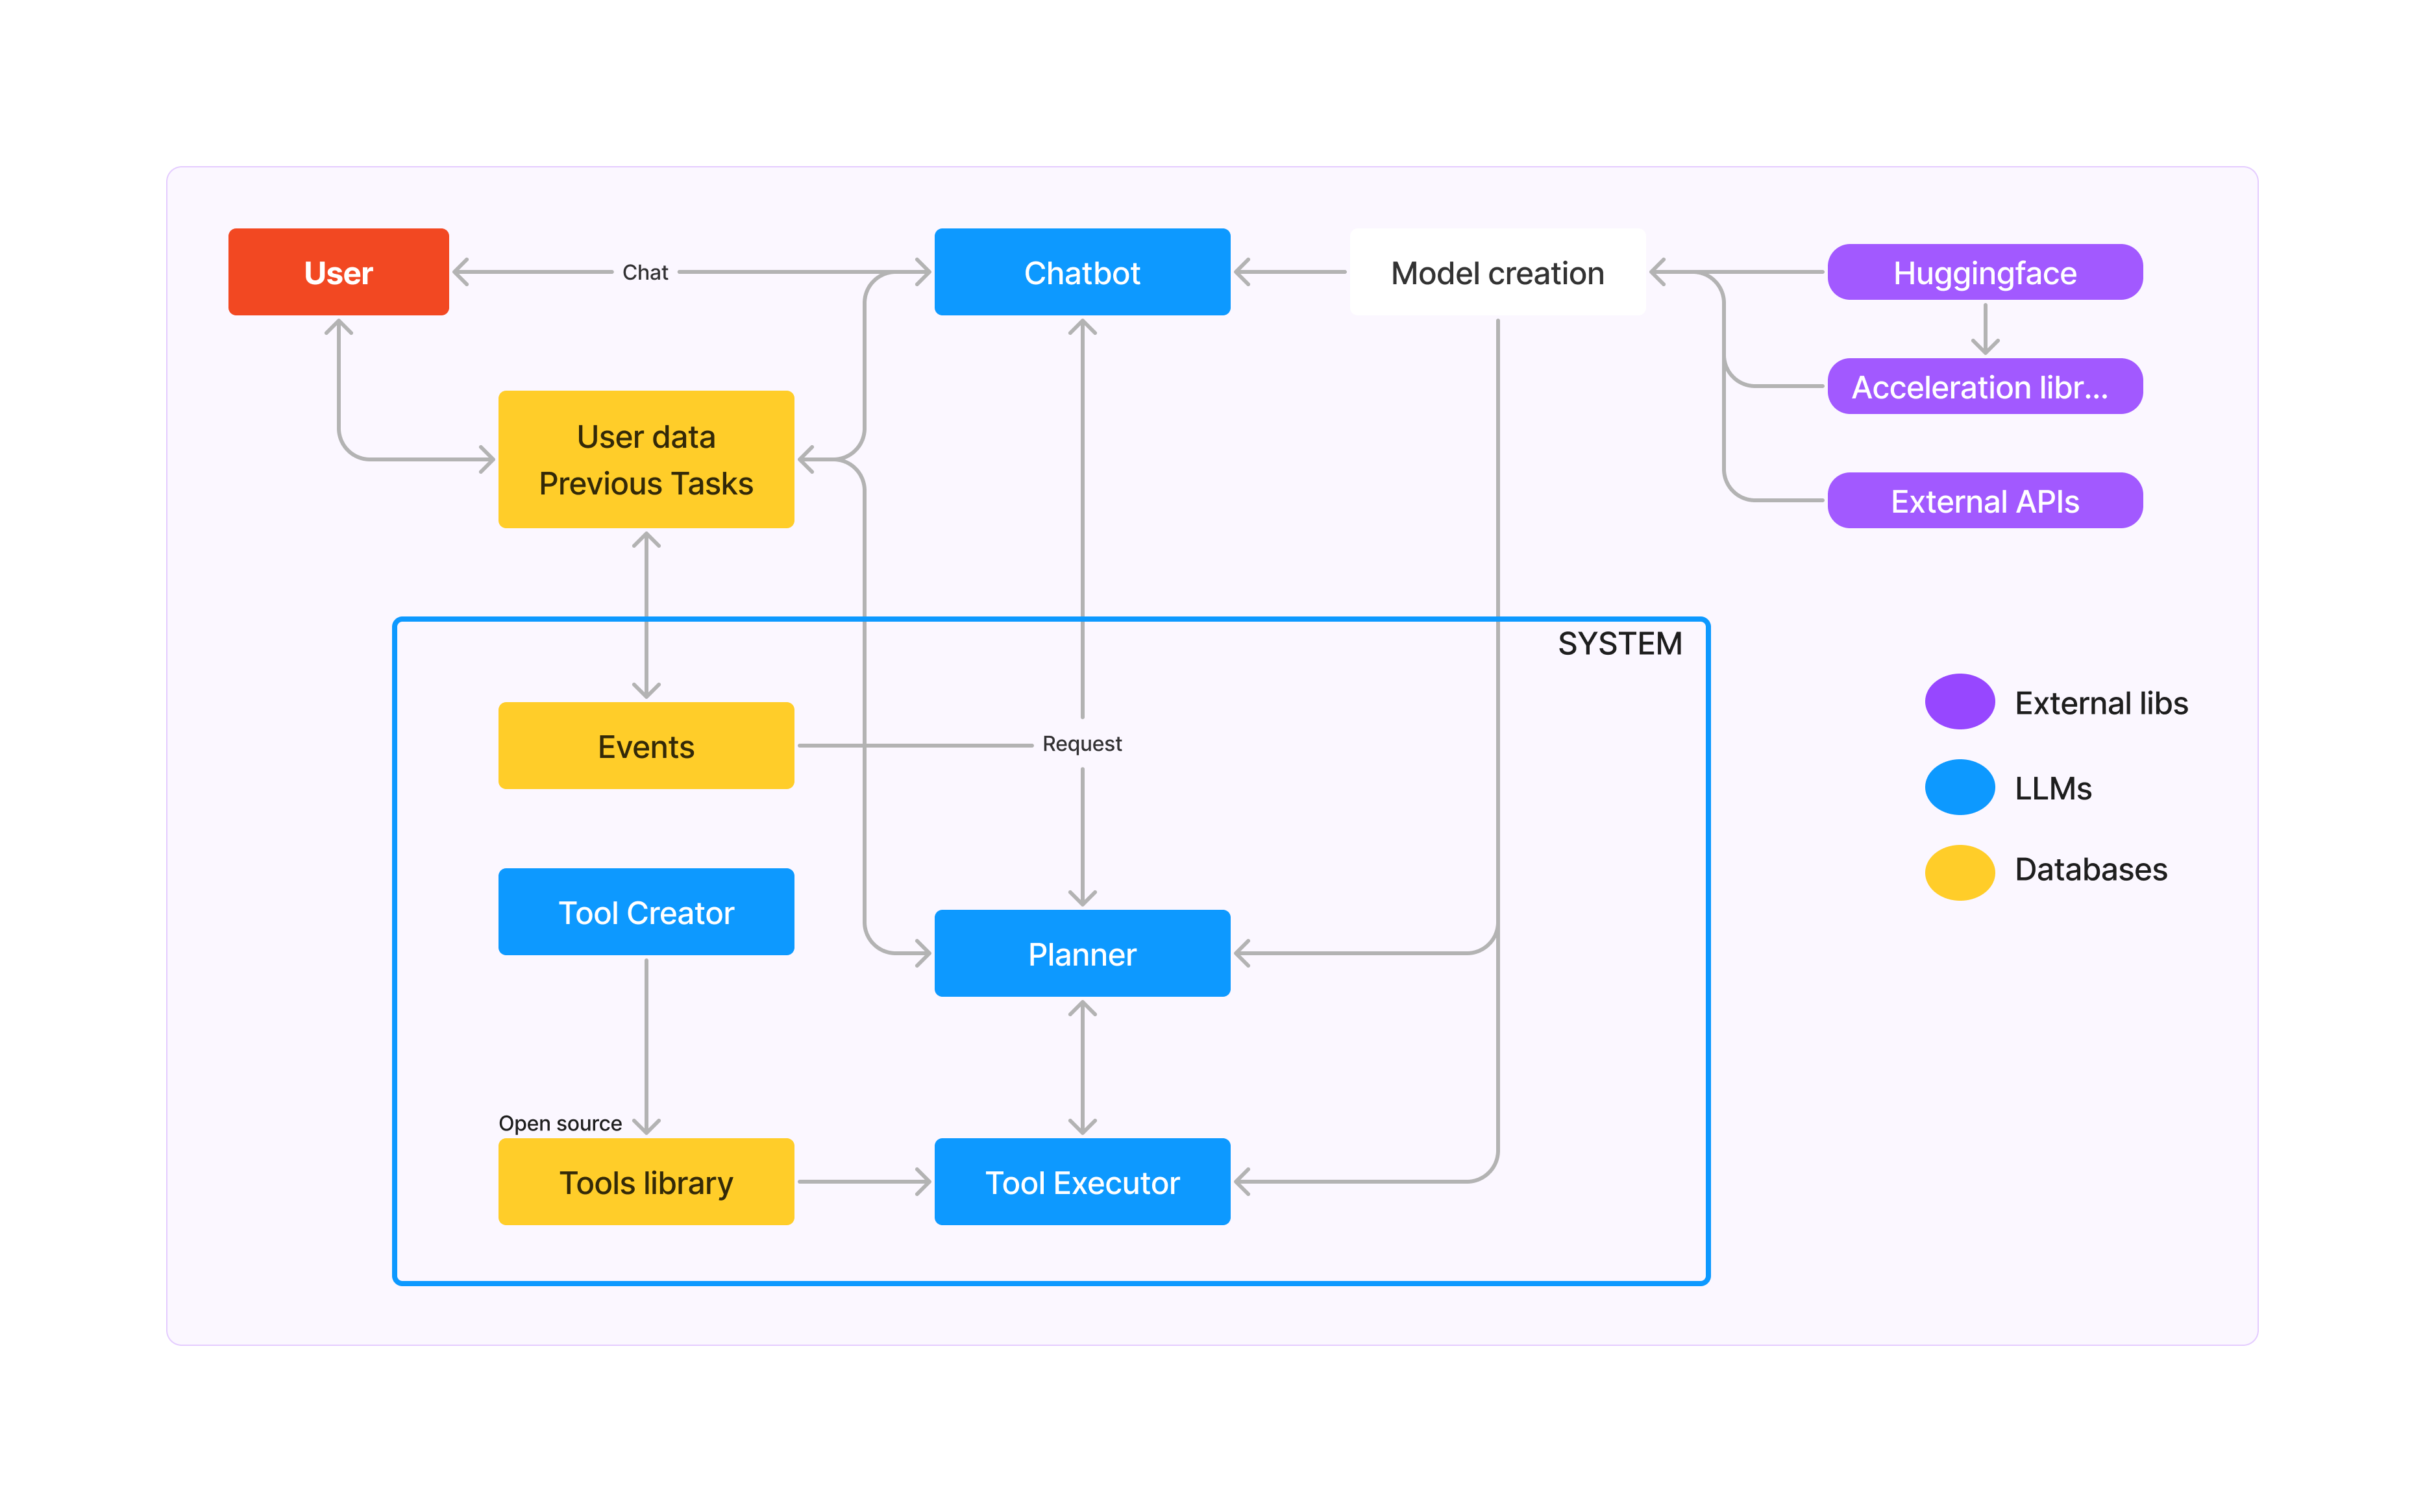 User
Chat
Chatbot
Model creation
Huggingface
Acceleration libr...
User data
Previous Tasks
External APIs
SYSTEM
External libs
Events
Request
LLMs
Databases
Tool Creator
Planner
Open source
Tools library
Tool Executor